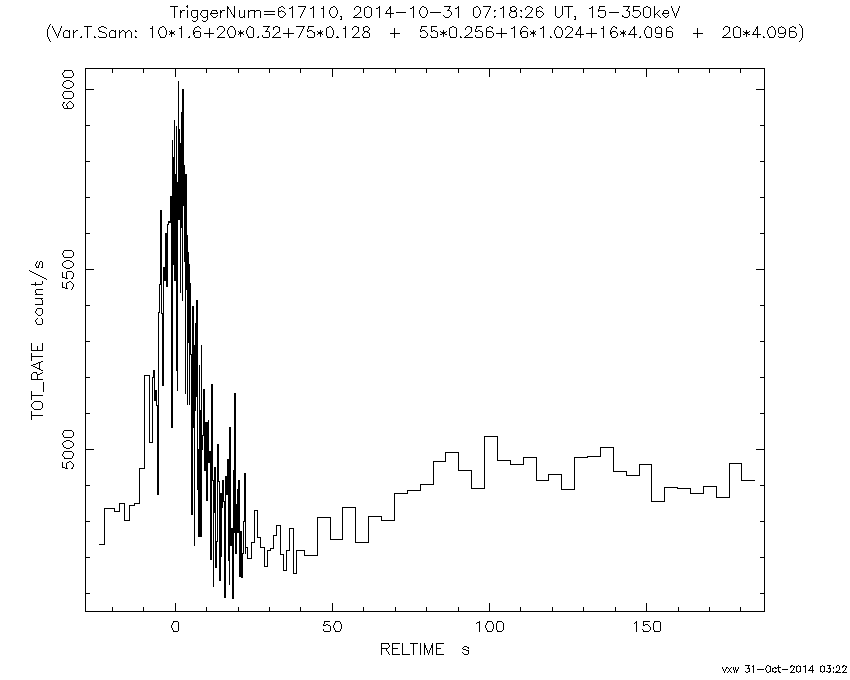 TriggerNum=617110, 2014-10-31 07:18:26 UT, 15-350keV
(Var.T.Sam: 10*1.6+20*0.32+75*0.128 + 55*0.256+16*1.024+16*4.096 + 20*4.096)
6000
5500
5000
TOT_RATE count/s
0 50 100 150
RELTIME s
vxw 31-Oct-2014 03:22